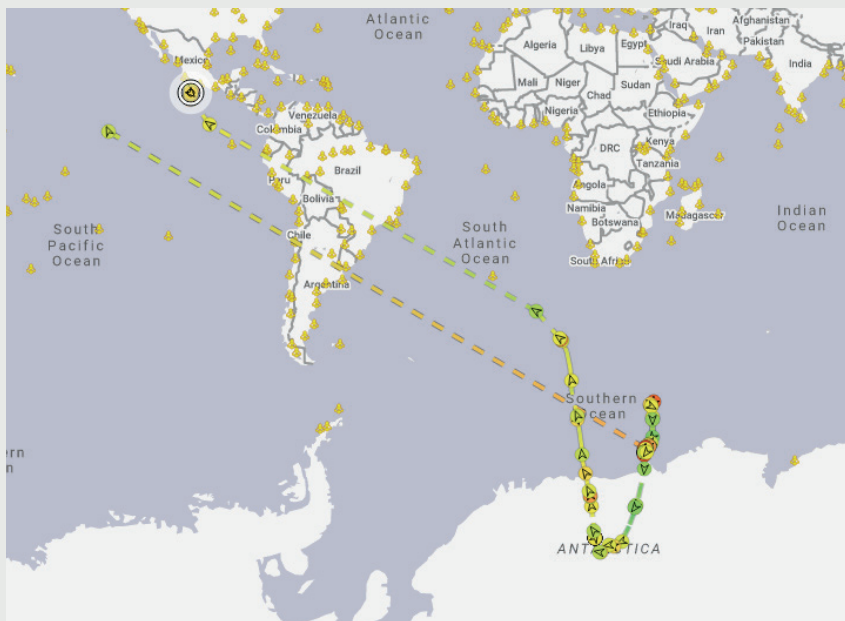 Atlantic
Ocean
Mexico
Algeria
Libya
Egypt
Iraq
Iran
Afghanistan
Pakistan
Saudi Arabia
India
Mali
Niger
Chad
Sudan
Nigeria
Ethiopia
Venezuela
Colombia
DRC
Kenya
Tanzania
Brazil
Peru
Bolivia
Angola
Namibia
Botswana
Madagascar
Indian
Ocean
South
Pacific
Ocean
Chile
South
Atlantic
Ocean
South Africa
Argentina
Southern
Ocean
ern
n
ANTARCTICA